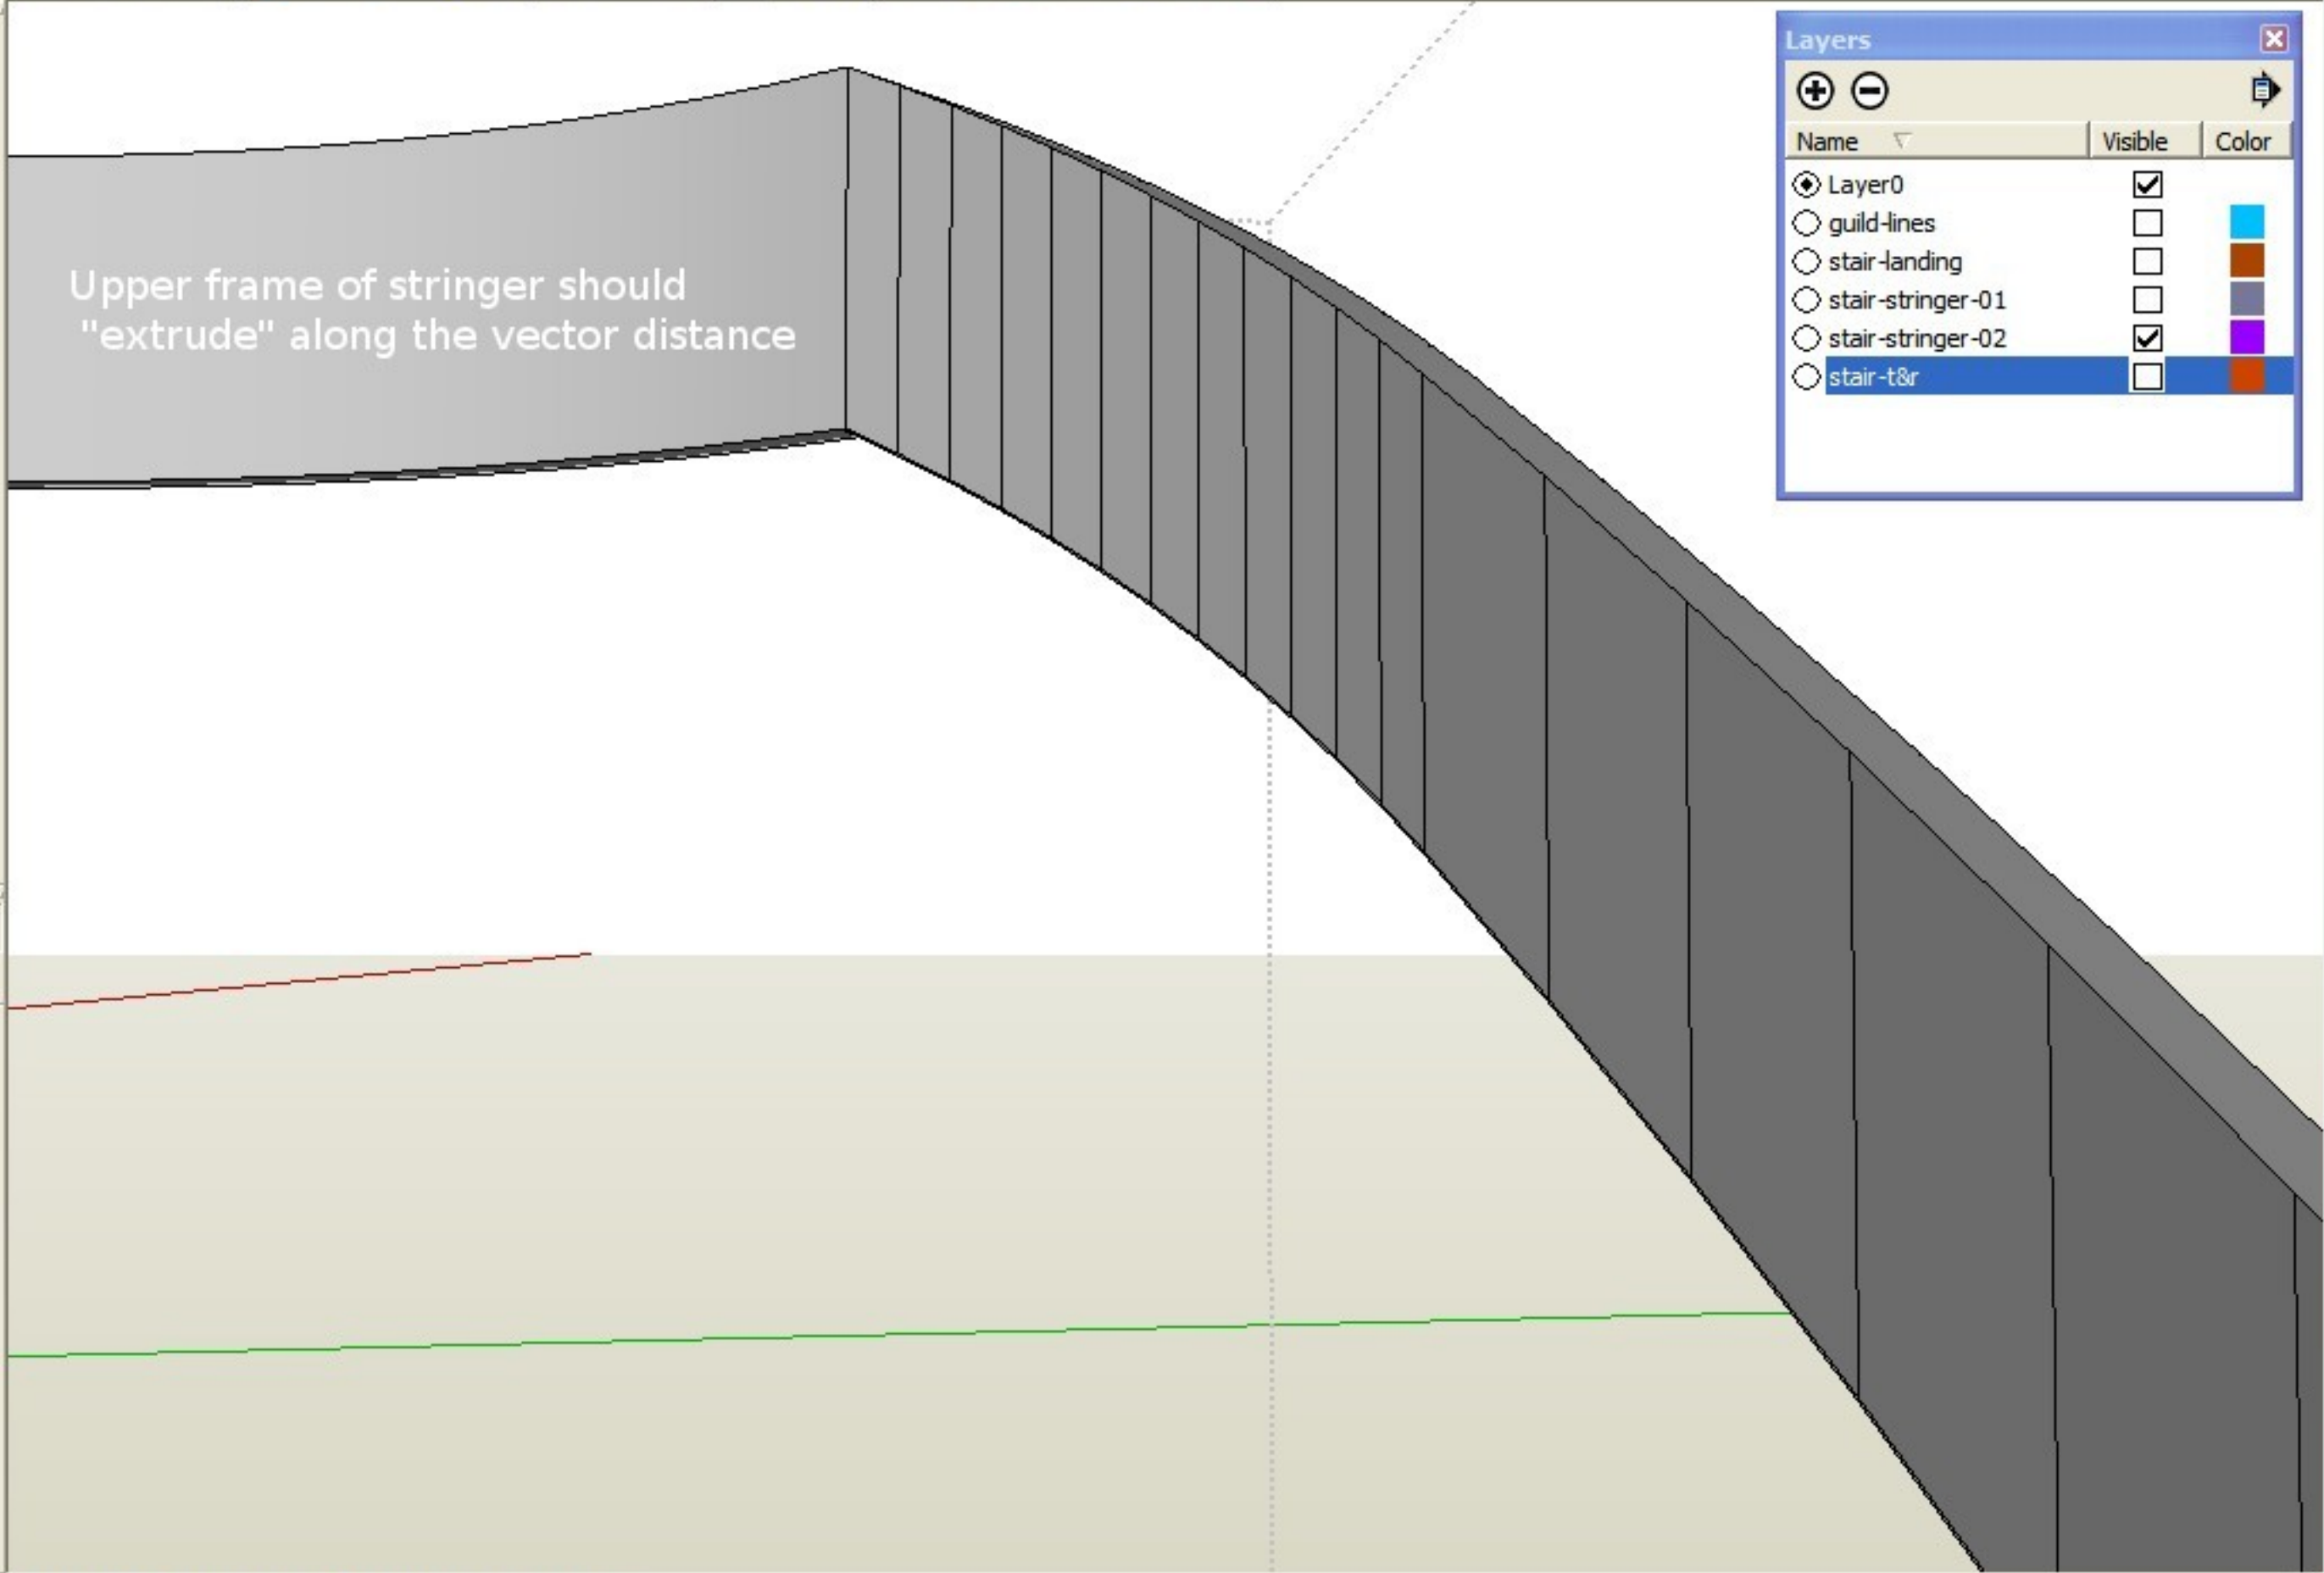 Layers
Name Visible Color
Layer0
guild-lines
stair-landing
stair-stringer-01
stair-stringer-02
stair-t&r
Upper frame of stringer should
"extrude" along the vector distance